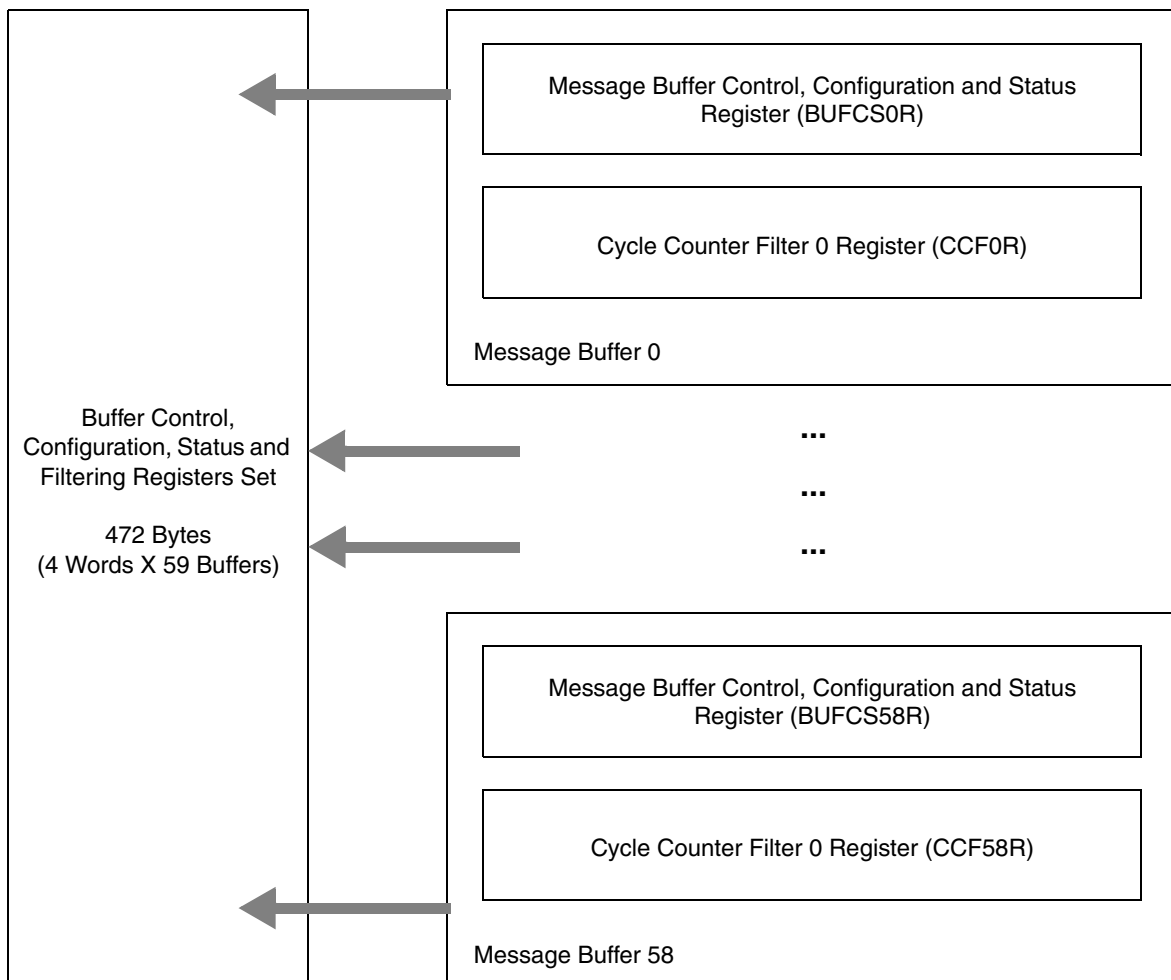 Message Buffer Control, Configuration and Status
Register (BUFCS0R)
Cycle Counter Filter 0 Register (CCF0R)
Message Buffer 0
Buffer Control,
Configuration, Status and
Filtering Registers Set
472 Bytes
(4 Words X 59 Buffers)
...
...
...
Message Buffer Control, Configuration and Status
Register (BUFCS58R)
Cycle Counter Filter 0 Register (CCF58R)
Message Buffer 58